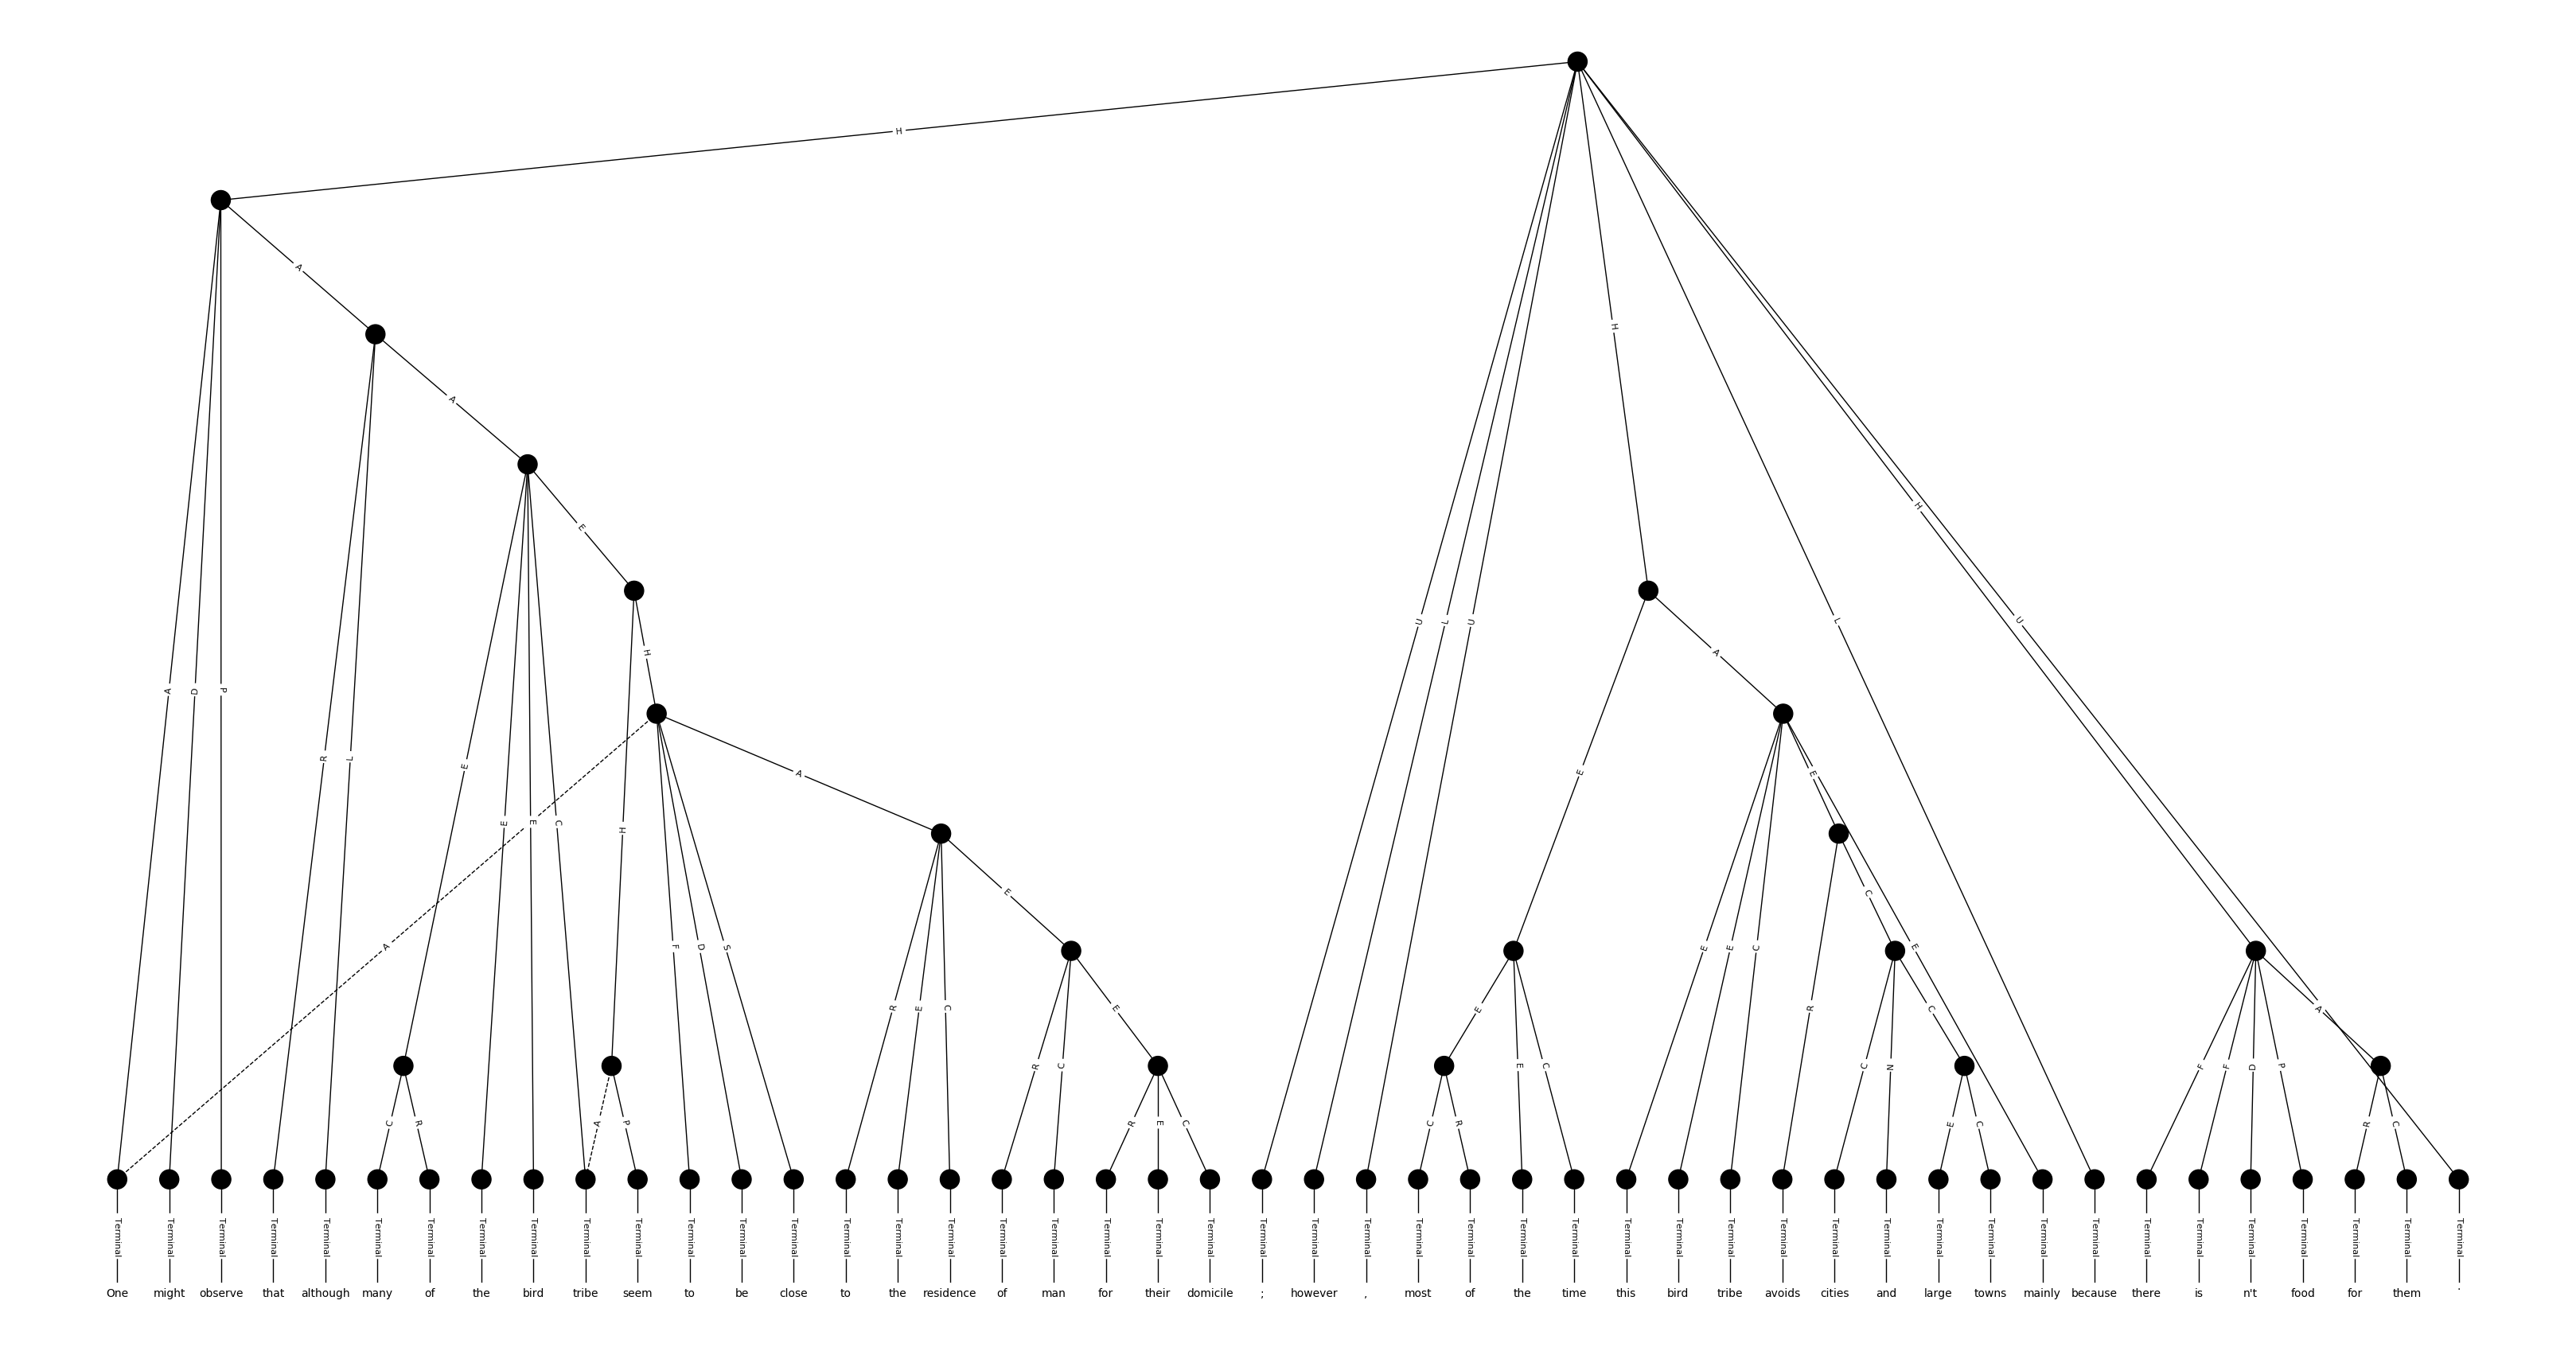 H
A
A
E
H
A
D
P
R
L
E
E
E
C
H
A
F
D
S
A
R
E
C
E
C
R
A
P
R
C
E
R
E
C
U
L
U
H
L
H
U
E
A
E
E
C
E
E
R
C
C
N
C
E
C
E
E
C
C
R
F
F
D
P
A
R
C
Terminal Terminal Terminal Terminal Terminal Terminal Terminal Terminal Terminal Terminal Terminal Terminal Terminal Terminal Terminal Terminal Terminal Terminal Terminal Terminal Terminal Terminal Terminal Terminal Terminal Terminal Terminal Terminal Terminal Terminal Terminal Terminal Terminal Terminal Terminal Terminal Terminal Terminal Terminal Terminal Terminal Terminal Terminal Terminal Terminal Terminal
One might observe that although many of the bird tribe seem to be close to the residence of man for their domicile ; however , most of the time this bird tribe avoids cities and large towns mainly because there is n't food for them .